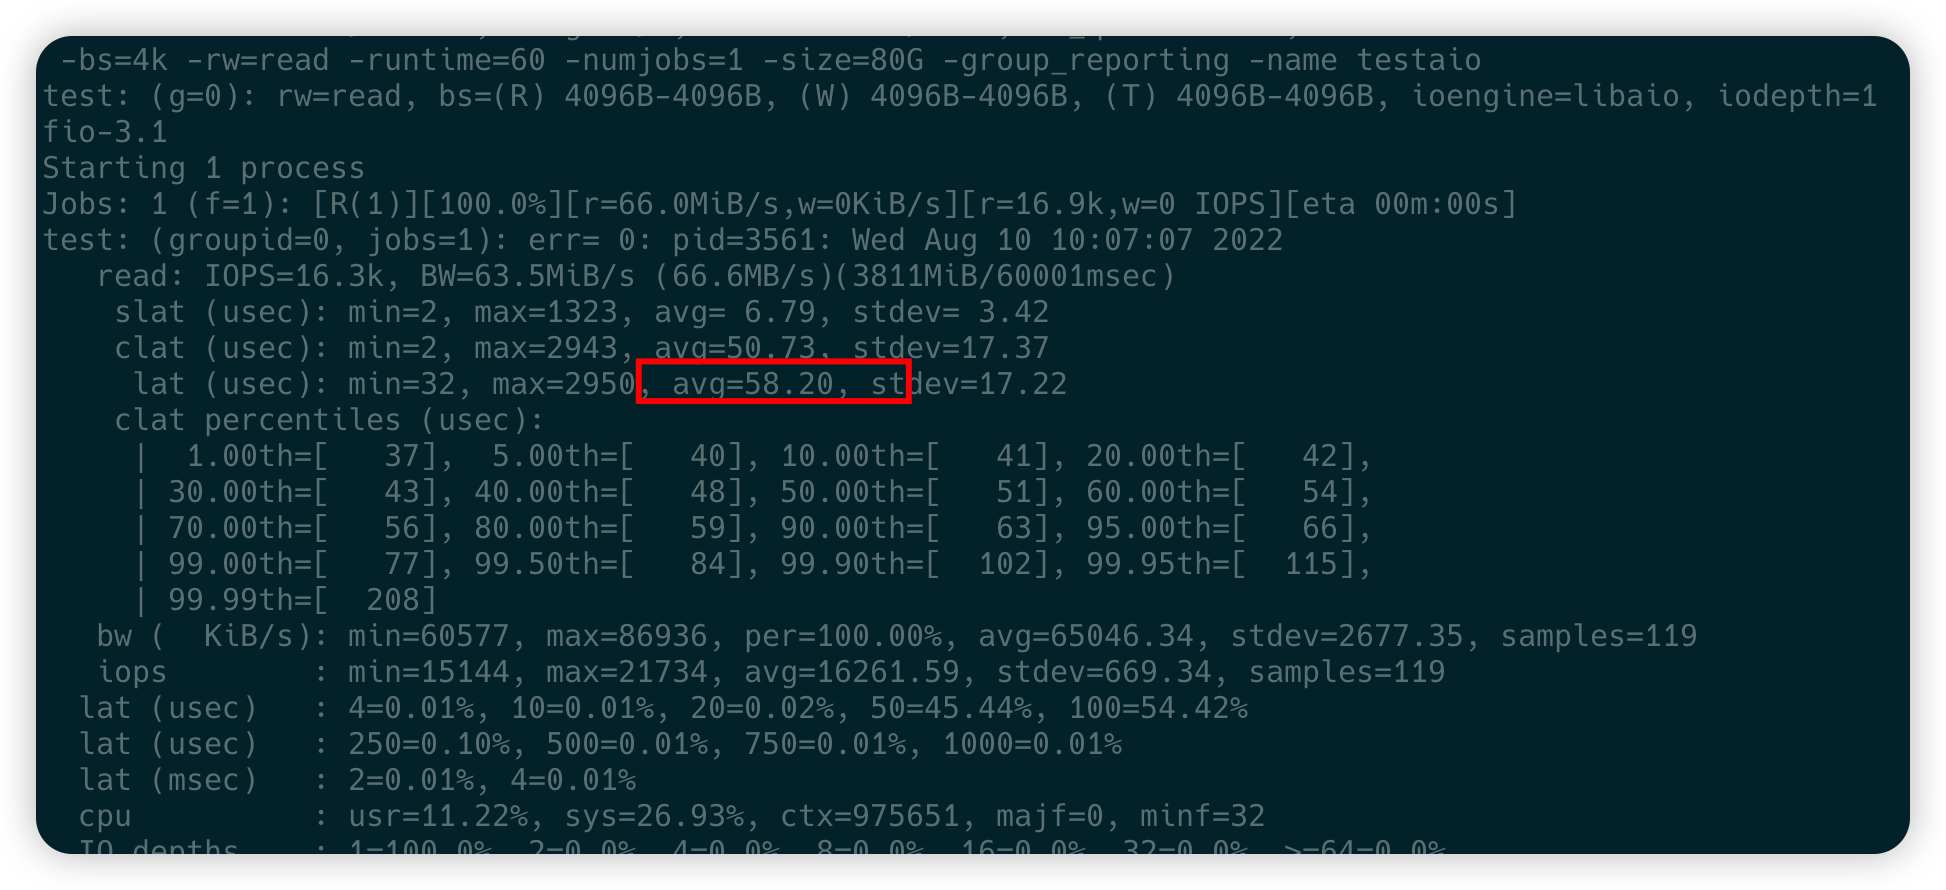 -bs=4k -rw=read -runtime=60 -numjobs=1 -size=80G -group_reporting -name testaio
test: (g=0): rw=read, bs=(R) 4096B-4096B, (W) 4096B-4096B, (T) 4096B-4096B, ioengine=libaio, iodepth=1
fio-3.1
Starting 1 process
Jobs: 1 (f=1): [R(1)][100.0%][r=66.0MiB/s,w=0KiB/s][r=16.9k,w=0 IOPS][eta 00m:00s]
test: (groupid=0, jobs=1): err= 0: pid=3561: Wed Aug 10 10:07:07 2022
   read: IOPS=16.3k, BW=63.5MiB/s (66.6MB/s)(3811MiB/60001msec)
    slat (usec): min=2, max=1323, avg= 6.79, stdev= 3.42
    clat (usec): min=2, max=2943, avg=50.73, stdev=17.37
     lat (usec): min=32, max=2950, avg=58.20, stdev=17.22
    clat percentiles (usec):
     |  1.00th=[   37],  5.00th=[   40], 10.00th=[   41], 20.00th=[   42],
     | 30.00th=[   43], 40.00th=[   48], 50.00th=[   51], 60.00th=[   54],
     | 70.00th=[   56], 80.00th=[   59], 90.00th=[   63], 95.00th=[   66],
     | 99.00th=[   77], 99.50th=[   84], 99.90th=[  102], 99.95th=[  115],
     | 99.99th=[  208]
   bw (  KiB/s): min=60577, max=86936, per=100.00%, avg=65046.34, stdev=2677.35, samples=119
   iops        : min=15144, max=21734, avg=16261.59, stdev=669.34, samples=119
  lat (usec)   : 4=0.01%, 10=0.01%, 20=0.02%, 50=45.44%, 100=54.42%
  lat (usec)   : 250=0.10%, 500=0.01%, 750=0.01%, 1000=0.01%
  lat (msec)   : 2=0.01%, 4=0.01%
  cpu          : usr=11.22%, sys=26.93%, ctx=975651, majf=0, minf=32
  IO depths    : 1=100.0%, 2=0.0%, 4=0.0%, 8=0.0%, 16=0.0%, 32=0.0%, >=64=0.0%